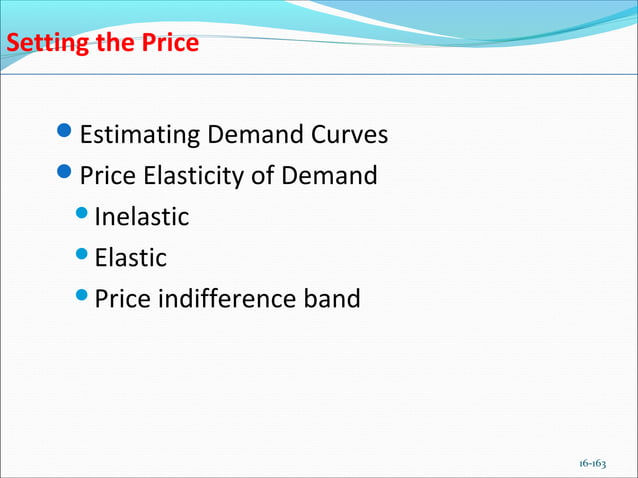 Setting the Price
Estimating Demand Curves
Price Elasticity of Demand
Inelastic
Elastic
Price indifference band
16-163